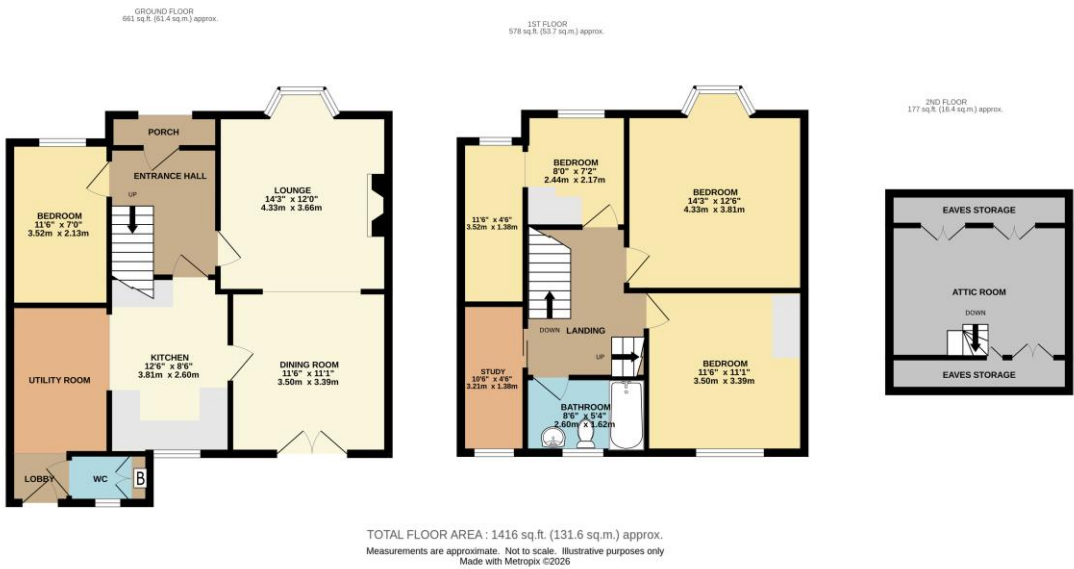 GROUND FLOOR
661 sq.ft. (61.4 sq.m.) approx.
PORCH
ENTRANCE HALL
UP
BEDROOM
11'6" x 7'0"
3.52m x 2.13m
LOUNGE
14'3" x 12'0"
4.33m x 3.66m
KITCHEN
12'6" x 8'6"
3.81m x 2.60m
UTILITY ROOM
DINING ROOM
11'6" x 11'1"
3.50m x 3.39m
LOBBY
WC
B
1ST FLOOR
578 sq.ft. (53.7 sq.m.) approx.
BEDROOM
8'0" x 7'2"
2.44m x 2.17m
11'6" x 4'6"
3.52m x 1.38m
BEDROOM
14'3" x 12'6"
4.33m x 3.81m
DOWN
LANDING
UP
STUDY
10'6" x 4'6"
3.21m x 1.38m
BEDROOM
11'6" x 11'1"
3.50m x 3.39m
BATHROOM
8'6" x 5'4"
2.60m x 1.62m
2ND FLOOR
177 sq.ft. (16.4 sq.m.) approx.
EAVES STORAGE
ATTIC ROOM
DOWN
EAVES STORAGE
TOTAL FLOOR AREA : 1416 sq.ft. (131.6 sq.m.) approx.
Measurements are approximate. Not to scale. Illustrative purposes only
Made with Metropix ©2026